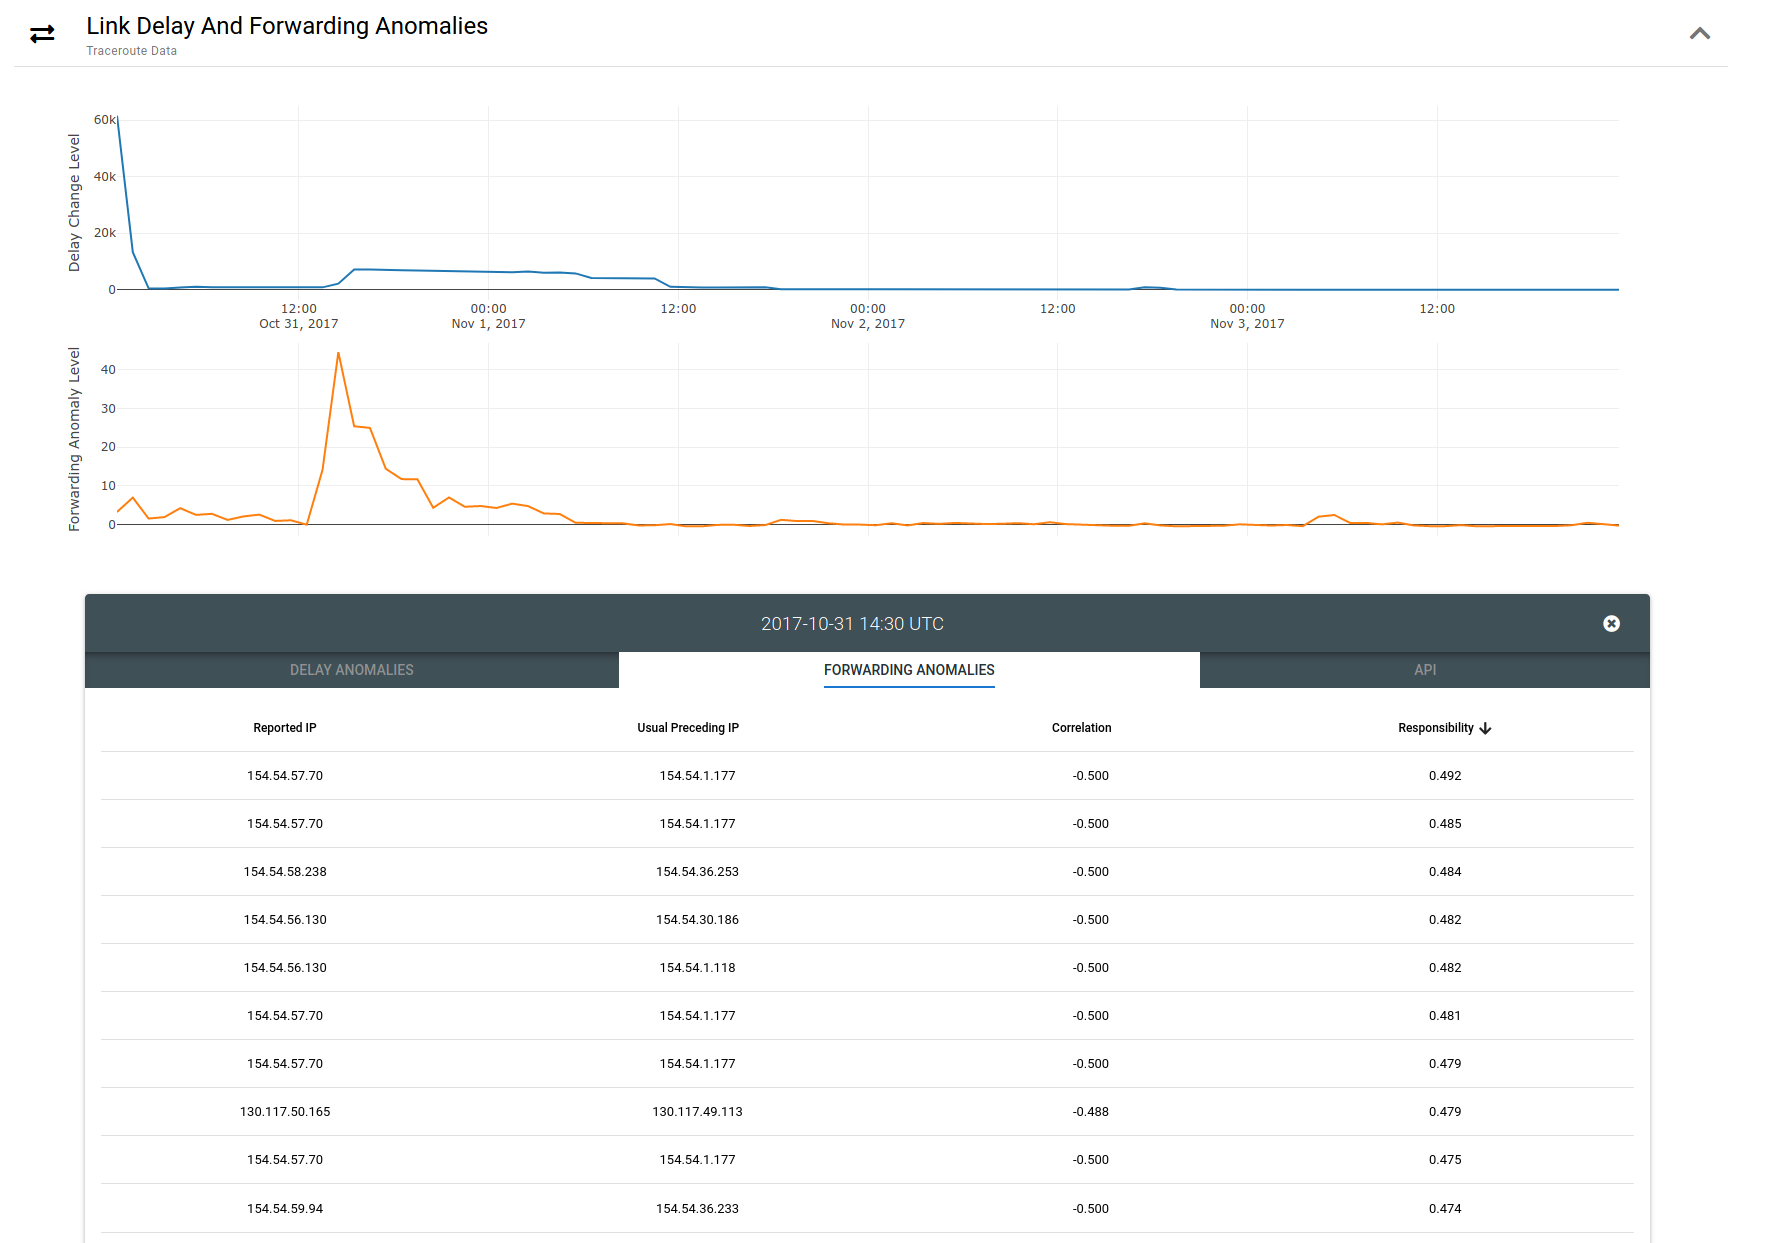 Link Delay And Forwarding Anomalies
Traceroute Data
Delay Change Level
60k
40k
20k
0
12:00 00:00 12:00 00:00 12:00 00:00 12:00
Oct 31, 2017 Nov 1, 2017 Nov 2, 2017 Nov 3, 2017
Forwarding Anomaly Level
40
30
20
10
0
2017-10-31 14:30 UTC
DELAY ANOMALIES FORWARDING ANOMALIES API
Reported IP Usual Preceding IP Correlation Responsibility
154.54.57.70 154.54.1.177 -0.500 0.492
154.54.57.70 154.54.1.177 -0.500 0.485
154.54.58.238 154.54.36.253 -0.500 0.484
154.54.56.130 154.54.30.186 -0.500 0.482
154.54.56.130 154.54.1.118 -0.500 0.482
154.54.57.70 154.54.1.177 -0.500 0.481
154.54.57.70 154.54.1.177 -0.500 0.479
130.117.50.165 130.117.49.113 -0.488 0.479
154.54.57.70 154.54.1.177 -0.500 0.475
154.54.59.94 154.54.36.233 -0.500 0.474